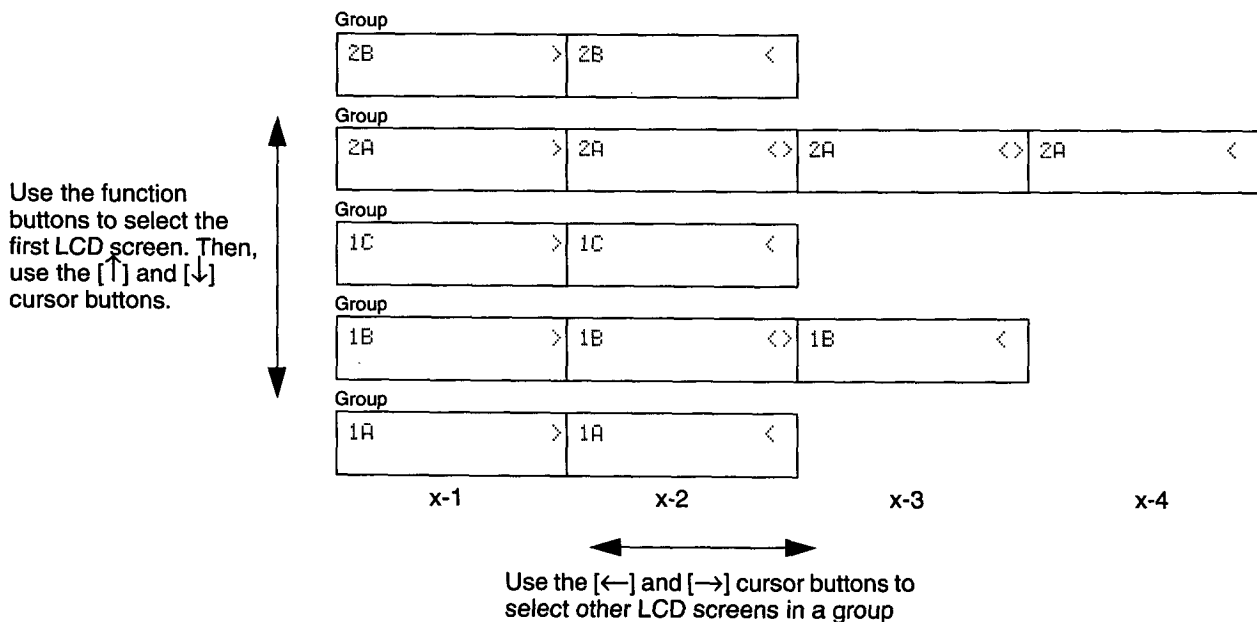 Group
2B > 2B <
Group
2A > 2A <> 2A <> 2A <
Use the function
buttons to select the
first LCD screen. Then,
use the [↑] and [↓]
cursor buttons.
Group
1C > 1C <
Group
1B > 1B <> 1B <
Group
1A > 1A <
x-1 x-2 x-3 x-4
Use the [←] and [→] cursor buttons to
select other LCD screens in a group